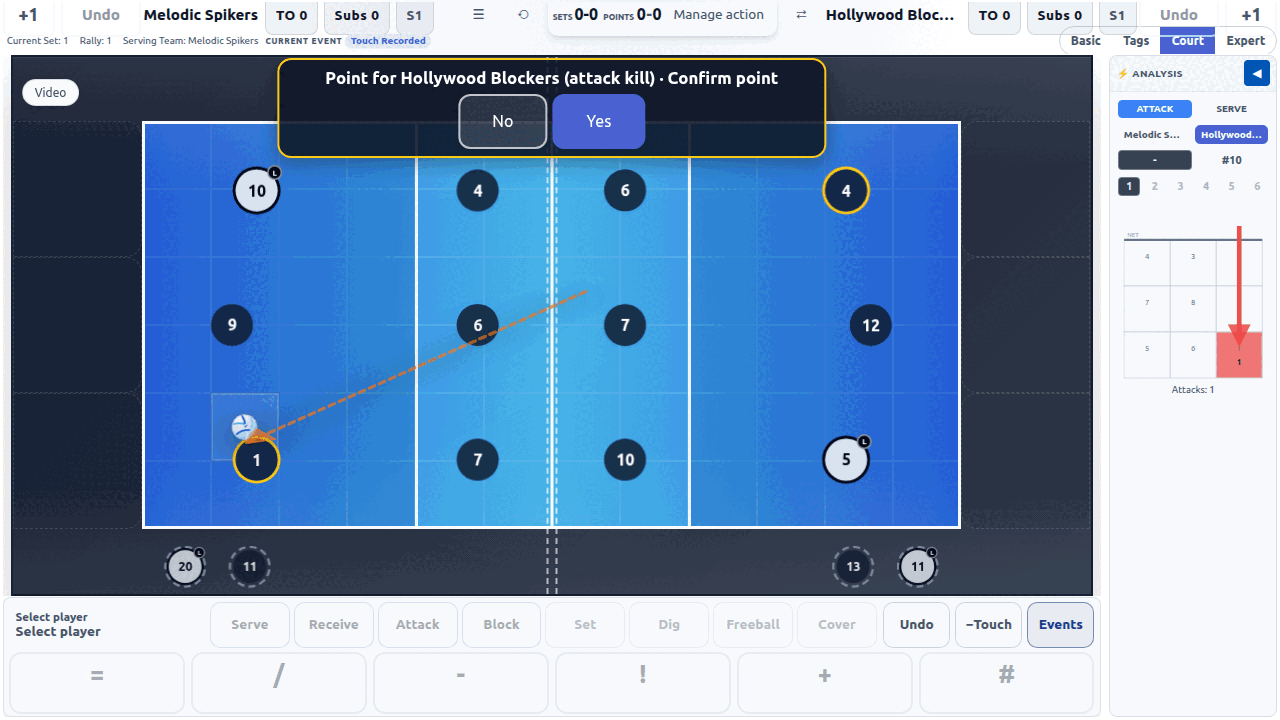 +1 Undo Melodic Spikers TO 0 Subs 0 S1 ☰ SETS 0-0 POINTS 0-0 Manage action ⇄ Hollywood Bloc... TO 0 Subs 0 S1 Undo +1
Current Set: 1 Rally: 1 Serving Team: Melodic Spikers CURRENT EVENT Touch Recorded
Basic Tags Court Expert
Video
Point for Hollywood Blockers (attack kill) · Confirm point
No Yes
10 L 4 6 4
9 6 7 12
1 7 10 5 L
20 L 11 13 11 L
⚡ ANALYSIS ◀
ATTACK SERVE
Melodic S... Hollywood...
- #10
1 2 3 4 5 6
NET
4 3
7 8
5 6 1
Attacks: 1
Select player
Select player
Serve Receive Attack Block Set Dig Freeball Cover Undo −Touch Events
= / - ! + #